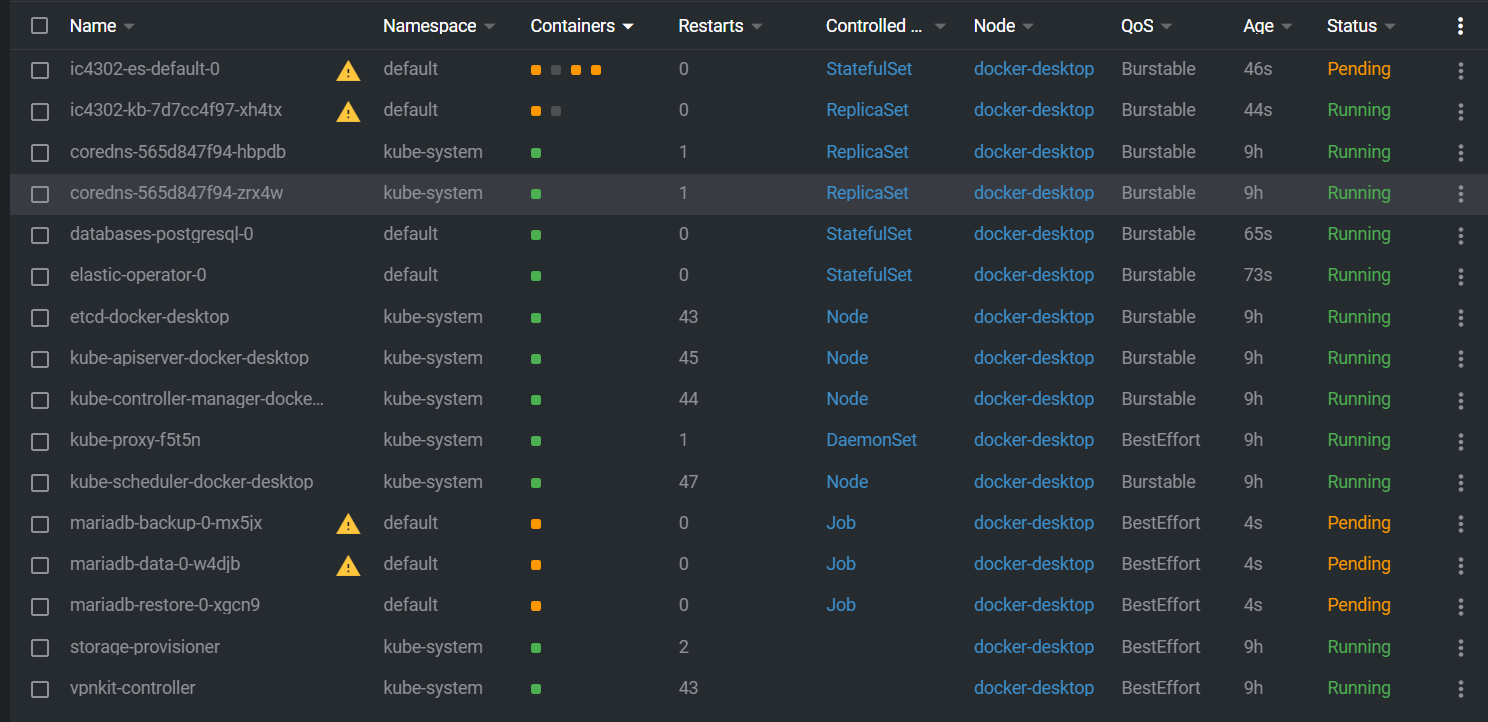 Name Namespace Containers Restarts Controlled ... Node QoS Age Status
ic4302-es-default-0 default 0 StatefulSet docker-desktop Burstable 46s Pending
ic4302-kb-7d7cc4f97-xh4tx default 0 ReplicaSet docker-desktop Burstable 44s Running
coredns-565d847f94-hbpdb kube-system 1 ReplicaSet docker-desktop Burstable 9h Running
coredns-565d847f94-zrx4w kube-system 1 ReplicaSet docker-desktop Burstable 9h Running
databases-postgresql-0 default 0 StatefulSet docker-desktop Burstable 65s Running
elastic-operator-0 default 0 StatefulSet docker-desktop Burstable 73s Running
etcd-docker-desktop kube-system 43 Node docker-desktop Burstable 9h Running
kube-apiserver-docker-desktop kube-system 45 Node docker-desktop Burstable 9h Running
kube-controller-manager-docke... kube-system 44 Node docker-desktop Burstable 9h Running
kube-proxy-f5t5n kube-system 1 DaemonSet docker-desktop BestEffort 9h Running
kube-scheduler-docker-desktop kube-system 47 Node docker-desktop Burstable 9h Running
mariadb-backup-0-mx5jx default 0 Job docker-desktop BestEffort 4s Pending
mariadb-data-0-w4djb default 0 Job docker-desktop BestEffort 4s Pending
mariadb-restore-0-xgcn9 default 0 Job docker-desktop BestEffort 4s Pending
storage-provisioner kube-system 2 docker-desktop BestEffort 9h Running
vpnkit-controller kube-system 43 docker-desktop BestEffort 9h Running